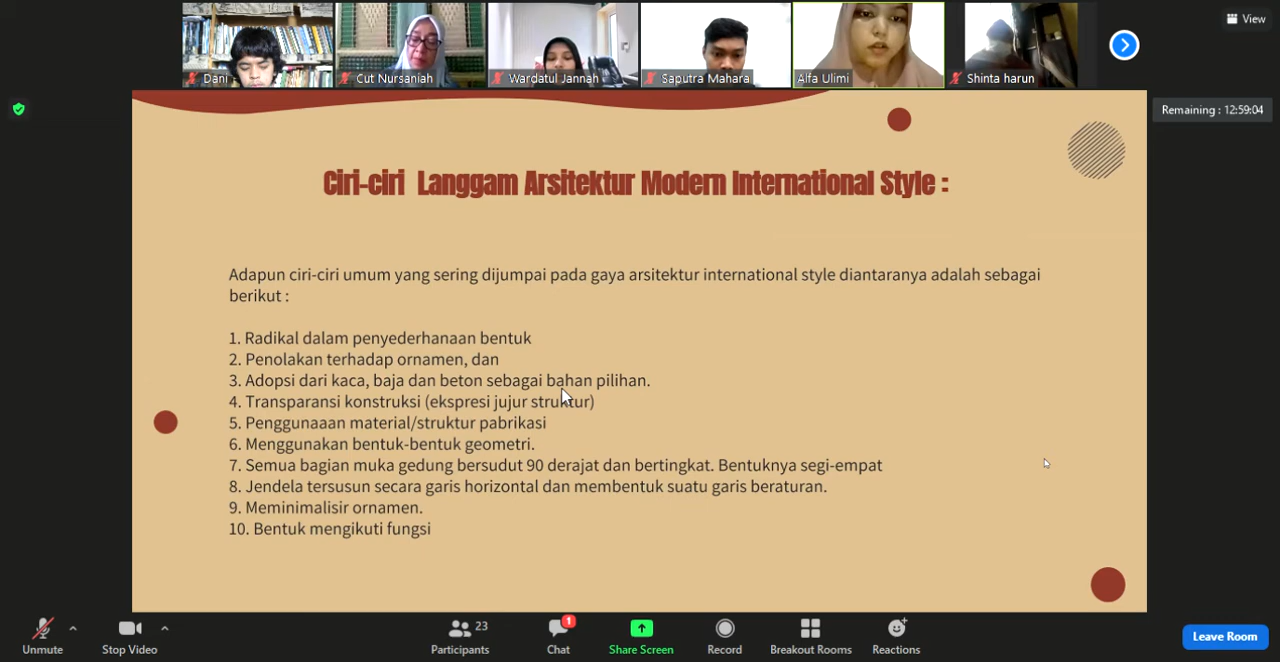 View
Dani
Cut Nursaniah
Wardatul Jannah
Saputra Mahara
Alfa Ulimi
Shinta harun
Remaining : 12:59:04
Ciri-ciri Langgam Arsitektur Modern International Style :
Adapun ciri-ciri umum yang sering dijumpai pada gaya arsitektur international style diantaranya adalah sebagai
berikut :
1. Radikal dalam penyederhanaan bentuk
2. Penolakan terhadap ornamen, dan
3. Adopsi dari kaca, baja dan beton sebagai bahan pilihan.
4. Transparansi konstruksi (ekspresi jujur struktur)
5. Penggunaaan material/struktur pabrikasi
6. Menggunakan bentuk-bentuk geometri.
7. Semua bagian muka gedung bersudut 90 derajat dan bertingkat. Bentuknya segi-empat
8. Jendela tersusun secara garis horizontal dan membentuk suatu garis beraturan.
9. Meminimalisir ornamen.
10. Bentuk mengikuti fungsi
Unmute
Stop Video
23
Participants
1
Chat
Share Screen
Record
Breakout Rooms
Reactions
Leave Room